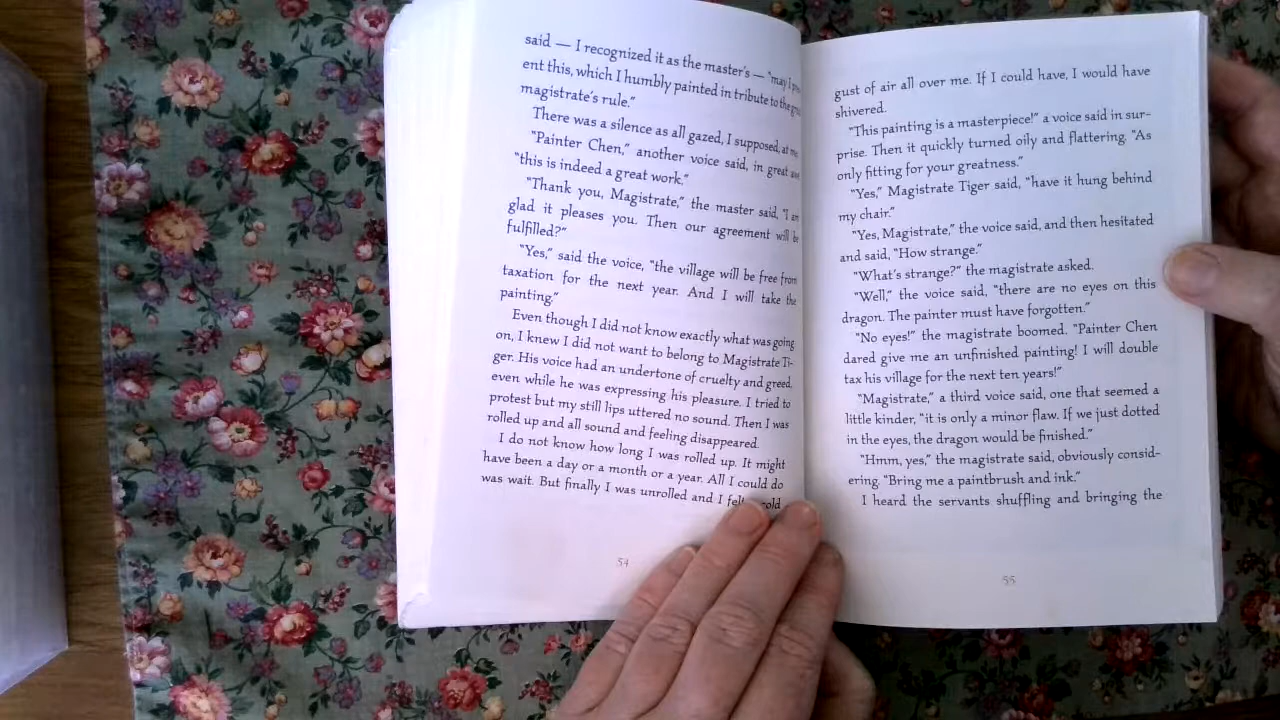 said — I recognized it as the master's — "may I
ent this, which I humbly painted in tribute to the
magistrate's rule."
There was a silence as all gazed, I supposed, at
"Painter Chen," another voice said, in great
"this is indeed a great work."
"Thank you, Magistrate," the master said, "I am
glad it pleases you. Then our agreement will be
fulfilled?"
"Yes," said the voice, "the village will be free from
taxation for the next year. And I will take the
painting."
Even though I did not know exactly what was going
on, I knew I did not want to belong to Magistrate Ti-
ger. His voice had an undertone of cruelty and greed,
even while he was expressing his pleasure. I tried to
protest but my still lips uttered no sound. Then I was
rolled up and all sound and feeling disappeared.
I do not know how long I was rolled up. It might
have been a day or a month or a year. All I could do
was wait. But finally I was unrolled and I felt cold
54
gust of air all over me. If I could have, I would have
shivered.
"This painting is a masterpiece!" a voice said in sur-
prise. Then it quickly turned oily and flattering. "As
only fitting for your greatness."
"Yes," Magistrate Tiger said, "have it hung behind
my chair."
"Yes, Magistrate," the voice said, and then hesitated
and said, "How strange."
"What's strange?" the magistrate asked.
"Well," the voice said, "there are no eyes on this
dragon. The painter must have forgotten."
"No eyes!" the magistrate boomed. "Painter Chen
dared give me an unfinished painting! I will double
tax his village for the next ten years!"
"Magistrate," a third voice said, one that seemed a
little kinder, "it is only a minor flaw. If we just dotted
in the eyes, the dragon would be finished."
"Hmm, yes," the magistrate said, obviously consid-
ering. "Bring me a paintbrush and ink."
I heard the servants shuffling and bringing the
55